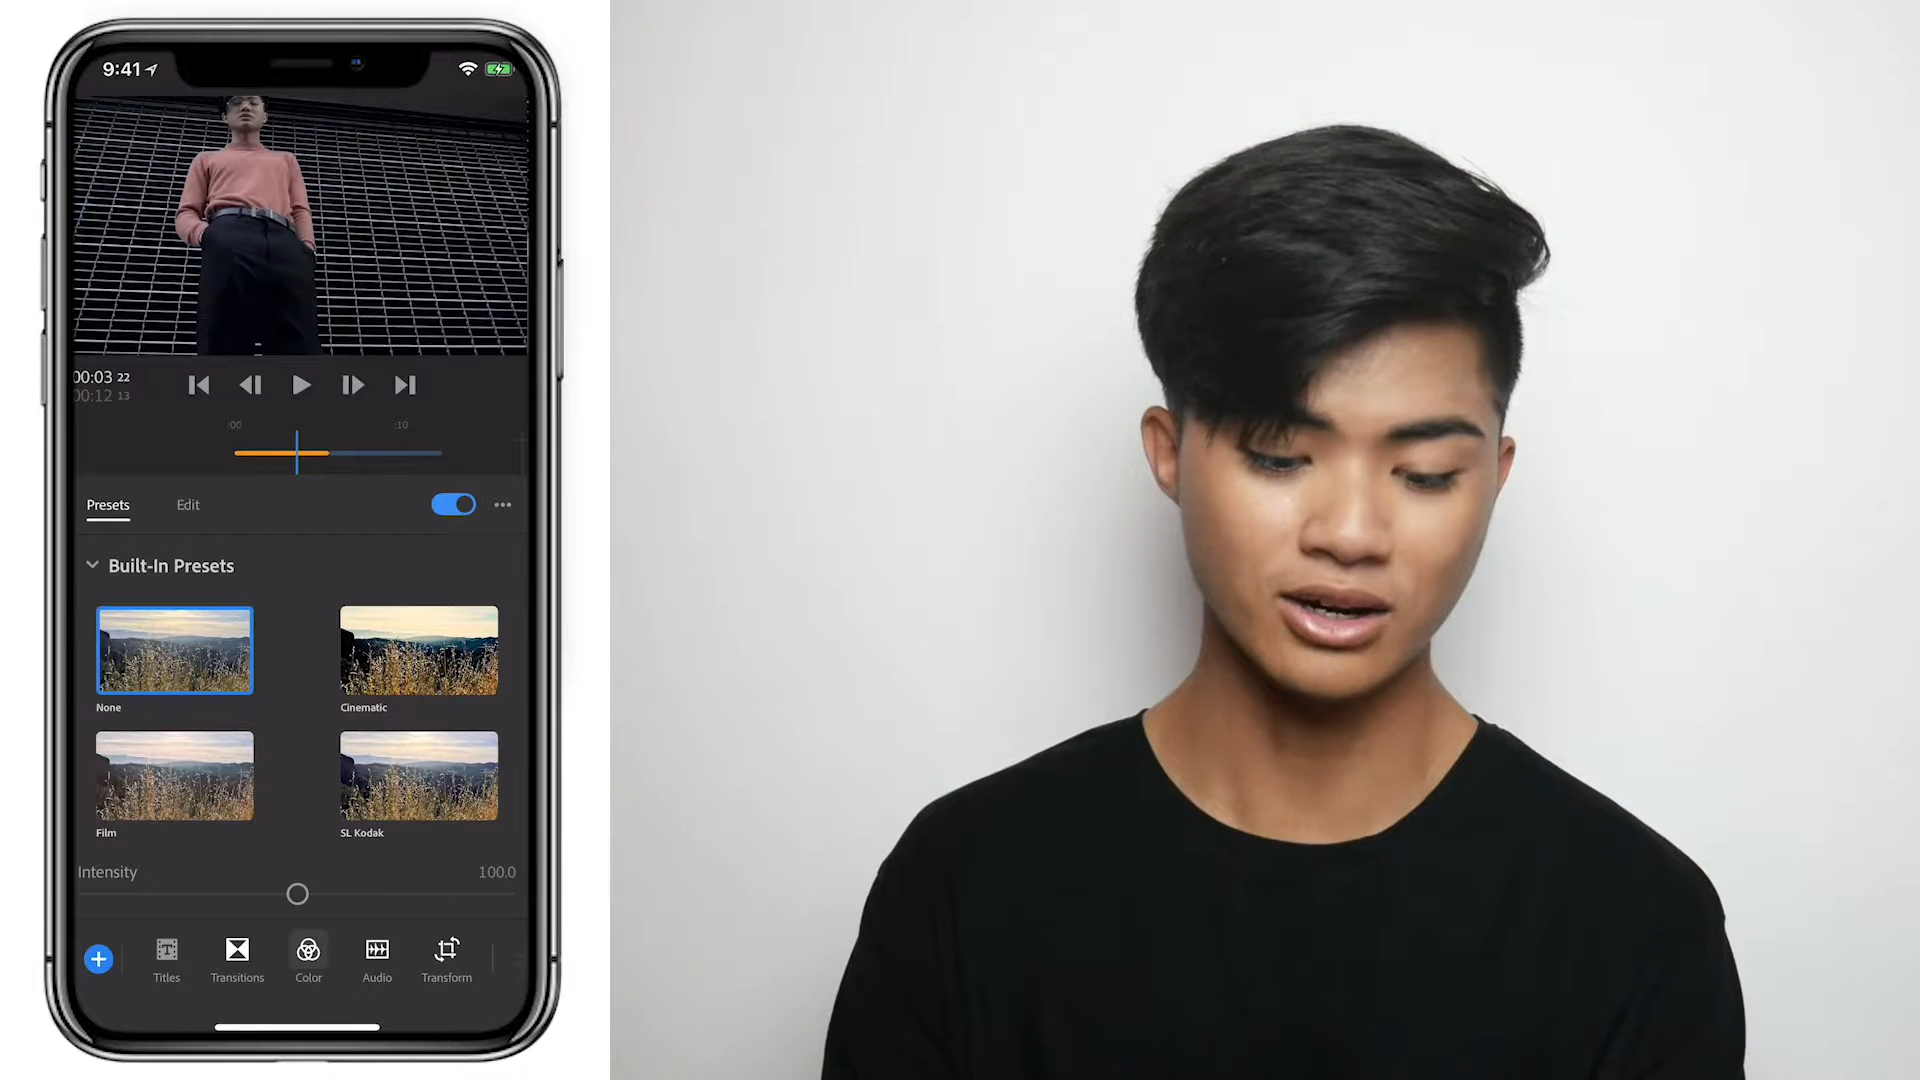 9:41
00:03 22
00:12 13
:00
:10
Presets
Edit
Built-In Presets
None
Cinematic
Film
SL Kodak
Intensity
100.0
Titles
Transitions
Color
Audio
Transform